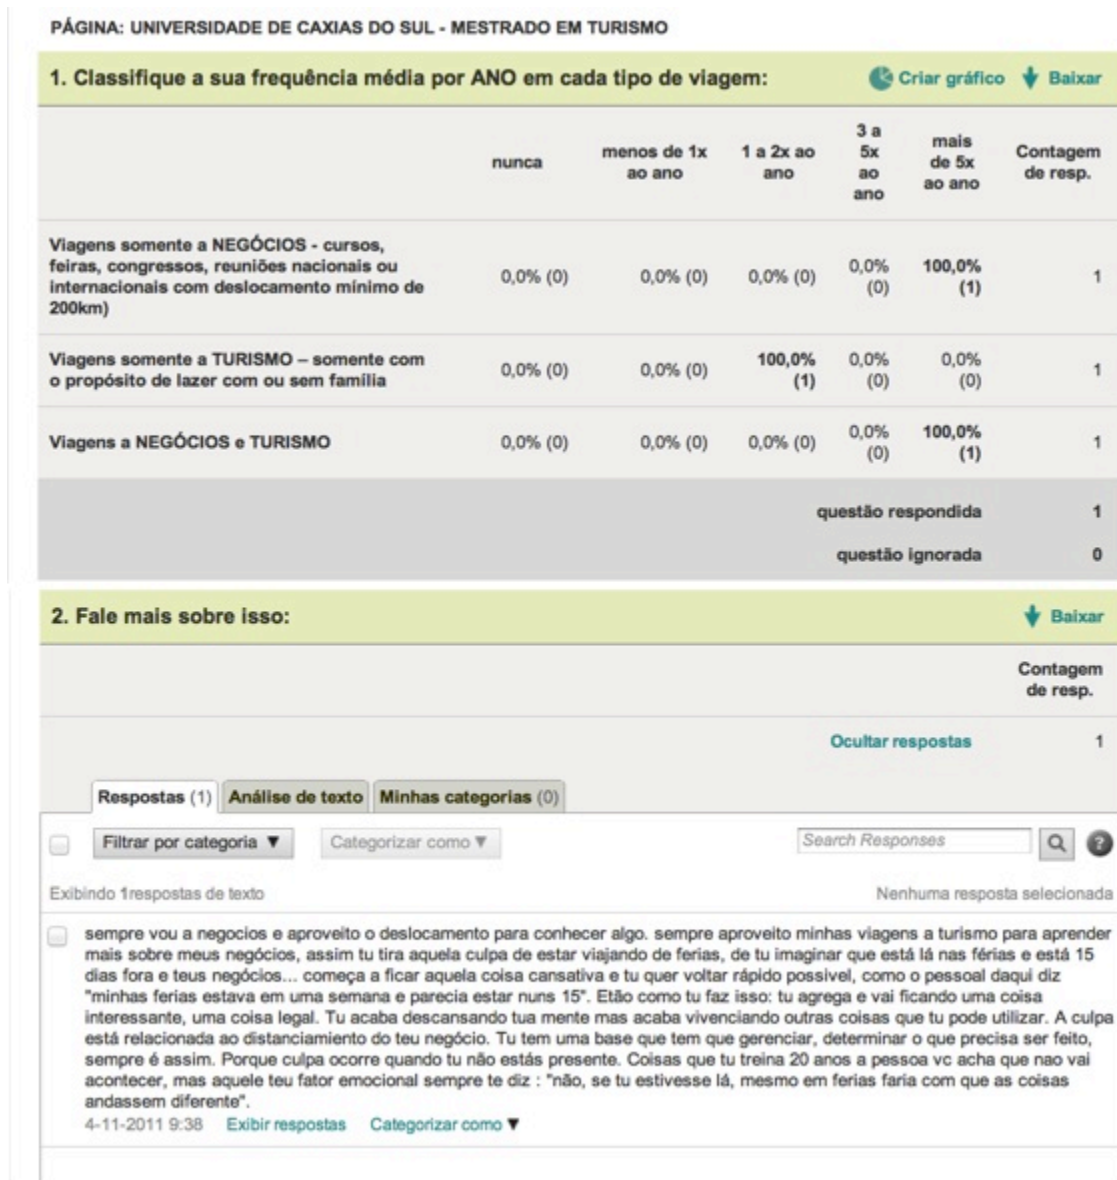 PÁGINA: UNIVERSIDADE DE CAXIAS DO SUL - MESTRADO EM TURISMO
1. Classifique a sua frequência média por ANO em cada tipo de viagem: Criar gráfico Baixar
nunca menos de 1x ao ano 1 a 2x ao ano 3 a 5x ao ano mais de 5x ao ano Contagem de resp.
Viagens somente a NEGÓCIOS - cursos,
feiras, congressos, reuniões nacionais ou
internacionais com deslocamento mínimo de
200km)
0,0% (0) 0,0% (0) 0,0% (0) 0,0% (0) 100,0% (1) 1
Viagens somente a TURISMO – somente com
o propósito de lazer com ou sem família
0,0% (0) 0,0% (0) 100,0% (1) 0,0% (0) 0,0% (0) 1
Viagens a NEGÓCIOS e TURISMO 0,0% (0) 0,0% (0) 0,0% (0) 0,0% (0) 100,0% (1) 1
questão respondida 1
questão ignorada 0
2. Fale mais sobre isso: Baixar
Contagem
de resp.
Ocultar respostas 1
Respostas (1) Análise de texto Minhas categorias (0)
Filtrar por categoria ▼ Categorizar como ▼ Search Responses ?
Exibindo 1respostas de texto Nenhuma resposta selecionada
sempre vou a negocios e aproveito o deslocamento para conhecer algo. sempre aproveito minhas viagens a turismo para aprender
mais sobre meus negócios, assim tu tira aquela culpa de estar viajando de ferias, de tu imaginar que está lá nas férias e está 15
dias fora e teus negócios... começa a ficar aquela coisa cansativa e tu quer voltar rápido possivel, como o pessoal daqui diz
"minhas ferias estava em uma semana e parecia estar nuns 15". Etão como tu faz isso: tu agrega e vai ficando uma coisa
interessante, uma coisa legal. Tu acaba descansando tua mente mas acaba vivenciando outras coisas que tu pode utilizar. A culpa
está relacionada ao distanciamento do teu negócio. Tu tem uma base que tem que gerenciar, determinar o que precisa ser feito,
sempre é assim. Porque culpa ocorre quando tu não estás presente. Coisas que tu treina 20 anos a pessoa vc acha que nao vai
acontecer, mas aquele teu fator emocional sempre te diz : "não, se tu estivesse lá, mesmo em ferias faria com que as coisas
andassem diferente".
4-11-2011 9:38 Exibir respostas Categorizar como ▼